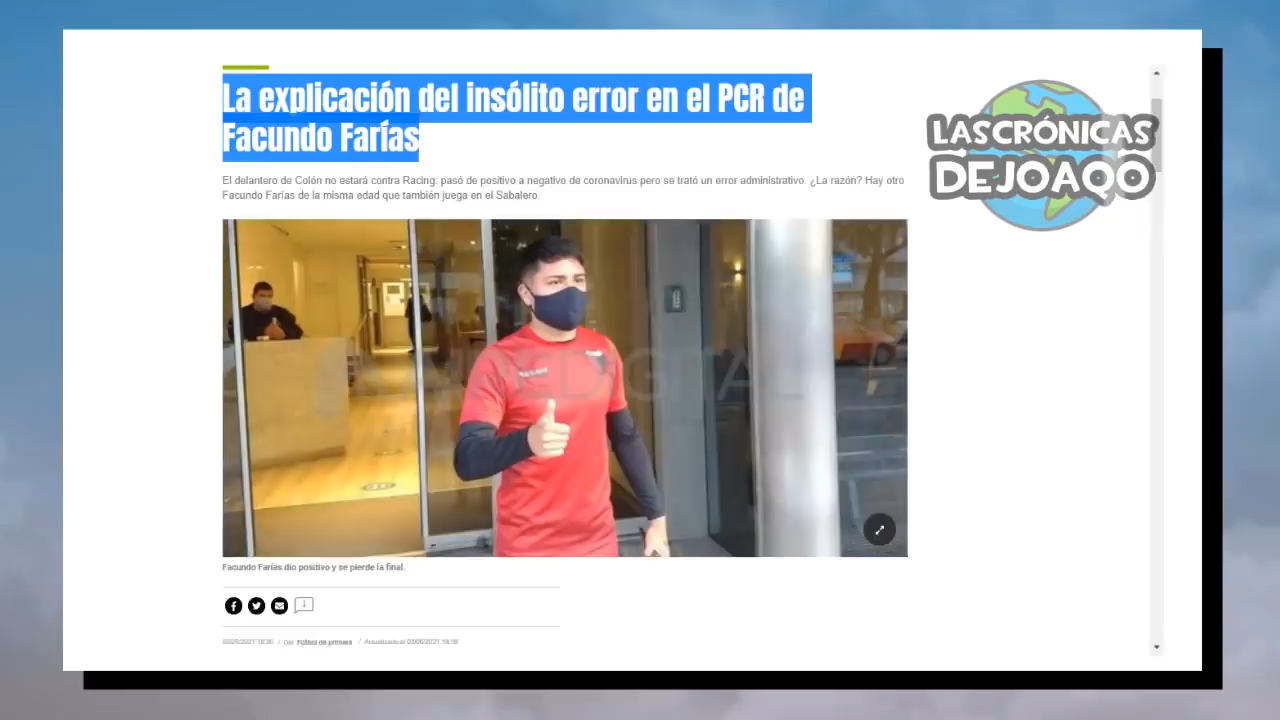 La explicación del insólito error en el PCR de
Facundo Farías
LAS CRÓNICAS
DE JOAQO
El delantero de Colón no estará contra Racing: pasó de positivo a negativo de coronavirus pero se trató un error administrativo. ¿La razón? Hay otro
Facundo Farías de la misma edad que también juega en el Sabalero.
Facundo Farías dio positivo y se pierde la final.
Fútbol de primera